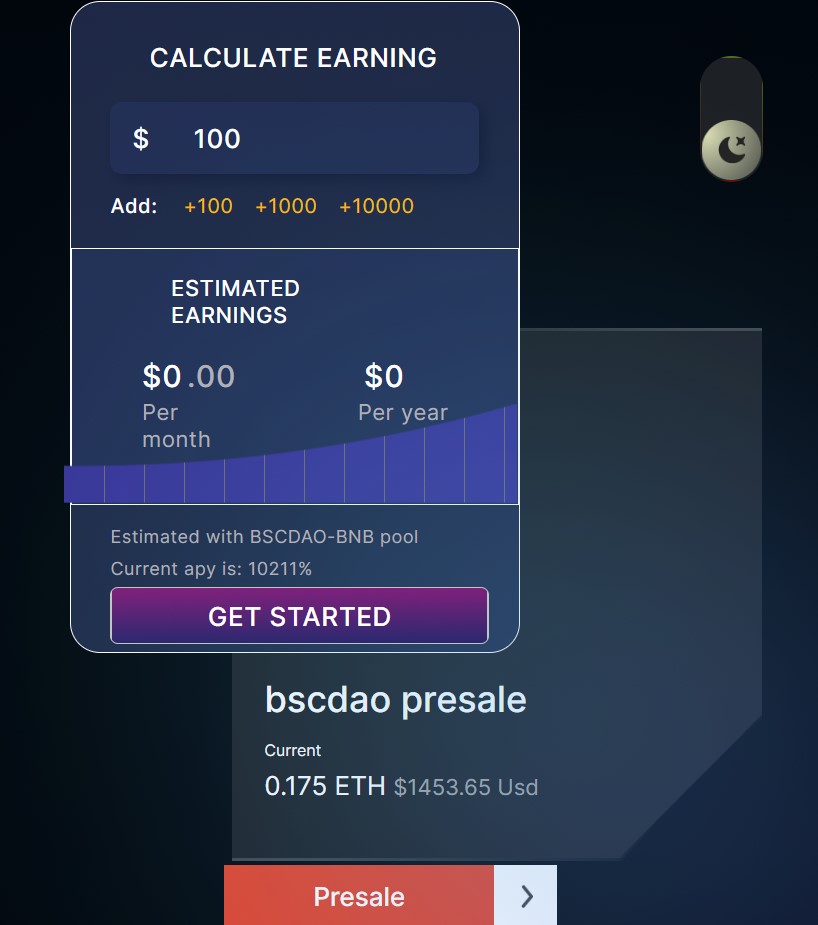 CALCULATE EARNING
$ 100
Add: +100 +1000 +10000
ESTIMATED
EARNINGS
$0.00 $0
Per
month
Per year
Estimated with BSCDAO-BNB pool
Current apy is: 10211%
GET STARTED
bscdao presale
Current
0.175 ETH $1453.65 Usd
Presale